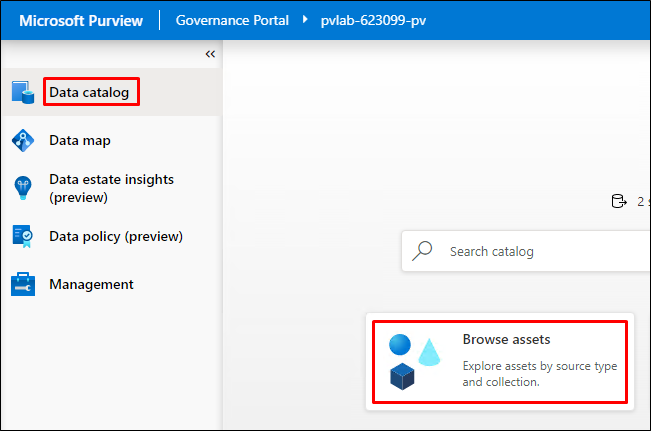 Microsoft Purview Governance Portal pvlab-623099-pv
Data catalog
Data map
Data estate insights
(preview)
Data policy (preview)
Management
2
Search catalog
Browse assets
Explore assets by source type
and collection.